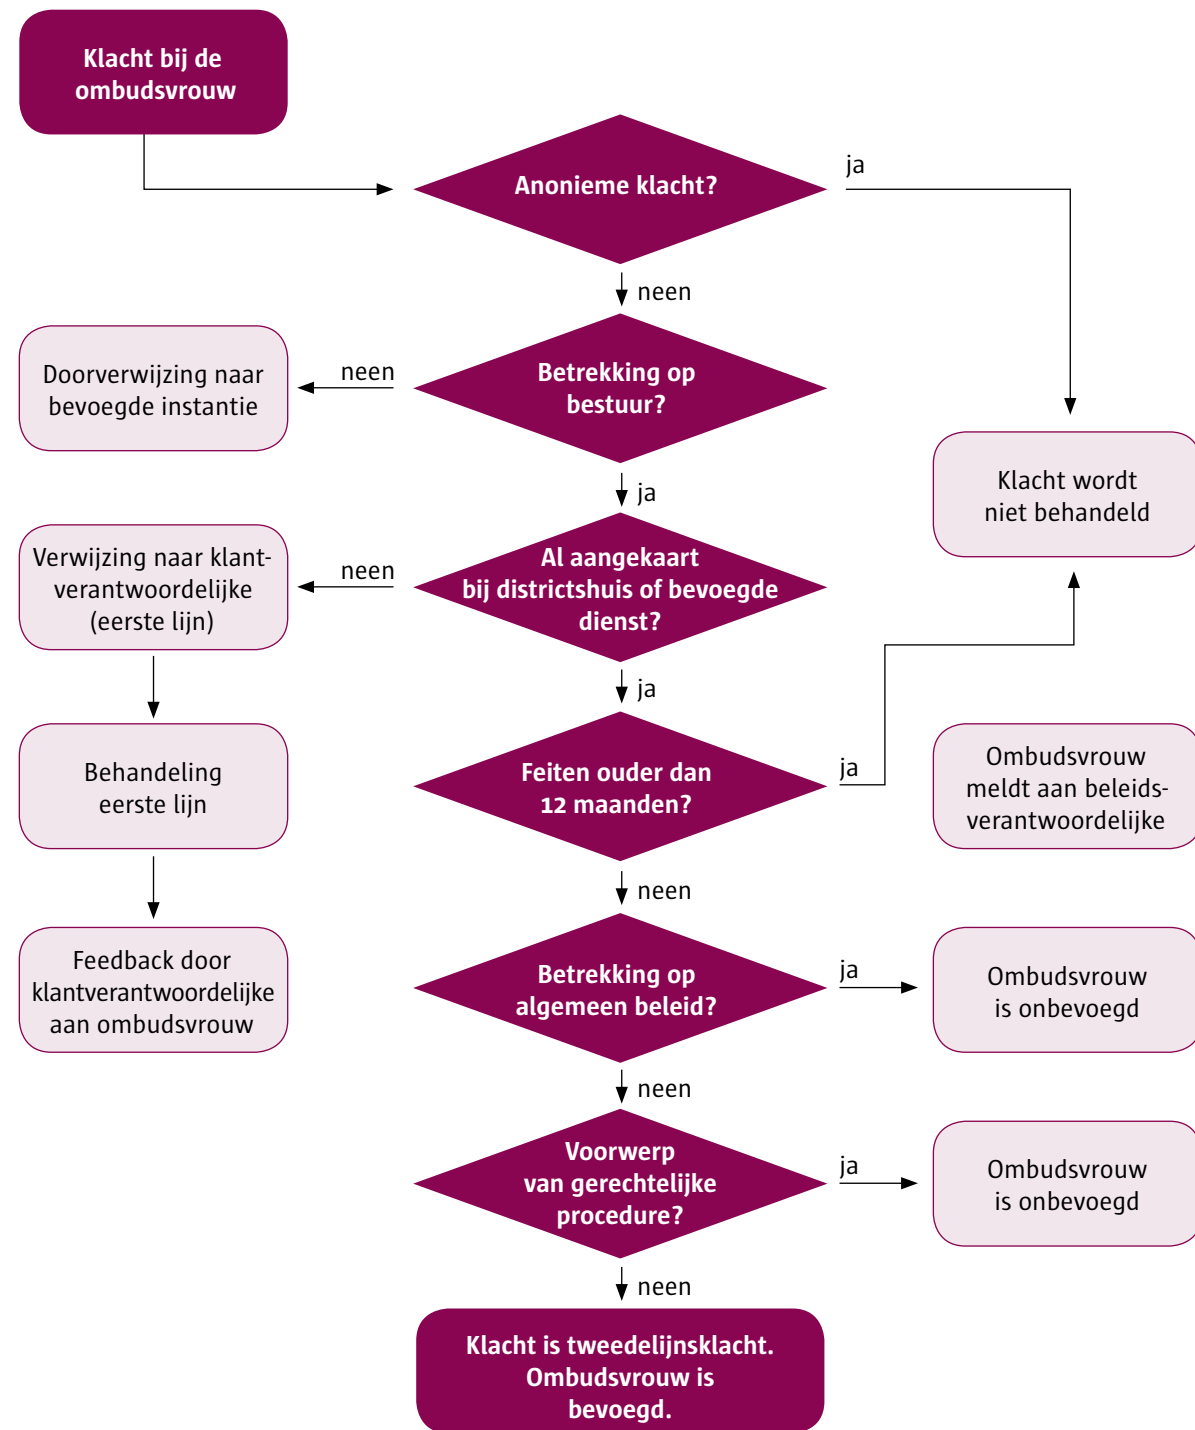 Klacht bij de
ombudsvrouw
Anonieme klacht?
ja
neen
Betrekking op
bestuur?
neen
Doorverwijzing naar
bevoegde instantie
ja
Klacht wordt
niet behandeld
Al aangekaart
bij districtshuis of bevoegde
dienst?
neen
Verwijzing naar klant-
verantwoordelijke
(eerste lijn)
ja
Feiten ouder dan
12 maanden?
ja
Behandeling
eerste lijn
Ombudsvrouw
meldt aan beleids-
verantwoordelijke
neen
Betrekking op
algemeen beleid?
ja
Ombudsvrouw
is onbevoegd
Feedback door
klantverantwoordelijke
aan ombudsvrouw
neen
Voorwerp
van gerechtelijke
procedure?
ja
Ombudsvrouw
is onbevoegd
neen
Klacht is tweedelijnsklacht.
Ombudsvrouw is
bevoegd.